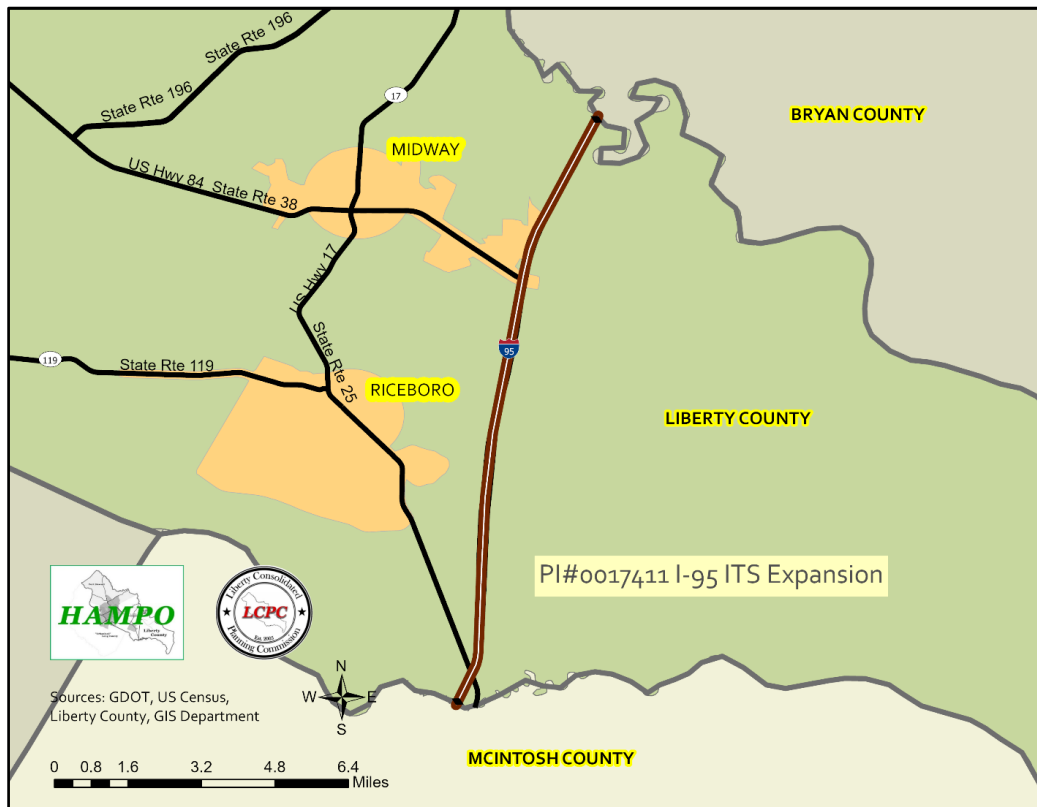 State Rte 196
State Rte 196
17
BRYAN COUNTY
MIDWAY
US Hwy 84 State Rte 38
US Hwy 17
95
119
State Rte 119
State Rte 25
RICEBORO
LIBERTY COUNTY
PI#0017411 I-95 ITS Expansion
HAMPO
Liberty Consolidated
LCPC
Est. 2003
Planning Commission
N
W E
S
Sources: GDOT, US Census,
Liberty County, GIS Department
MCINTOSH COUNTY
0 0.8 1.6 3.2 4.8 6.4
Miles